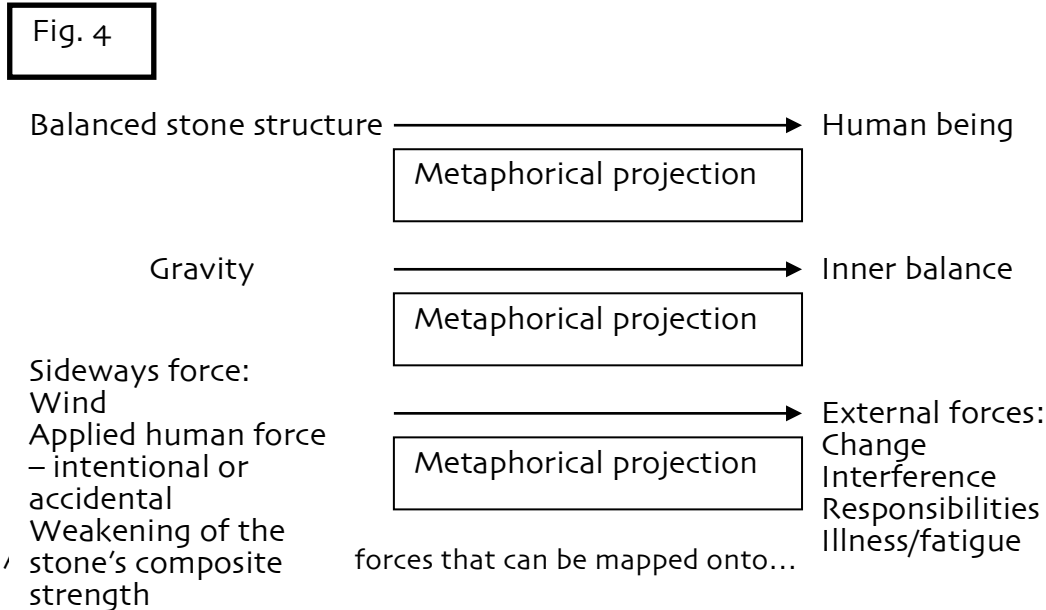 Fig. 4
Balanced stone structure
Human being
Metaphorical projection
Gravity
Inner balance
Metaphorical projection
Sideways force:
Wind
Applied human force
– intentional or
accidental
Weakening of the
stone's composite
strength
External forces:
Change
Interference
Responsibilities
Illness/fatigue
Metaphorical projection
forces that can be mapped onto...